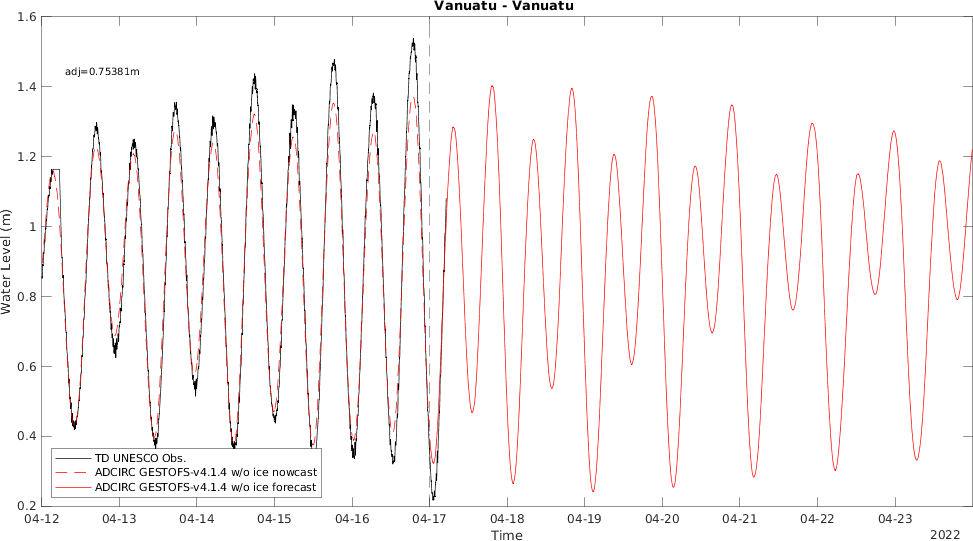 Vanuatu - Vanuatu
1.6
1.4
1.2
1
0.8
0.6
0.4
0.2
Water Level (m)
adj=0.75381m
TD UNESCO Obs.
ADCIRC GESTOFS-v4.1.4 w/o ice nowcast
ADCIRC GESTOFS-v4.1.4 w/o ice forecast
04-12 04-13 04-14 04-15 04-16 04-17 04-18 04-19 04-20 04-21 04-22 04-23
Time
2022